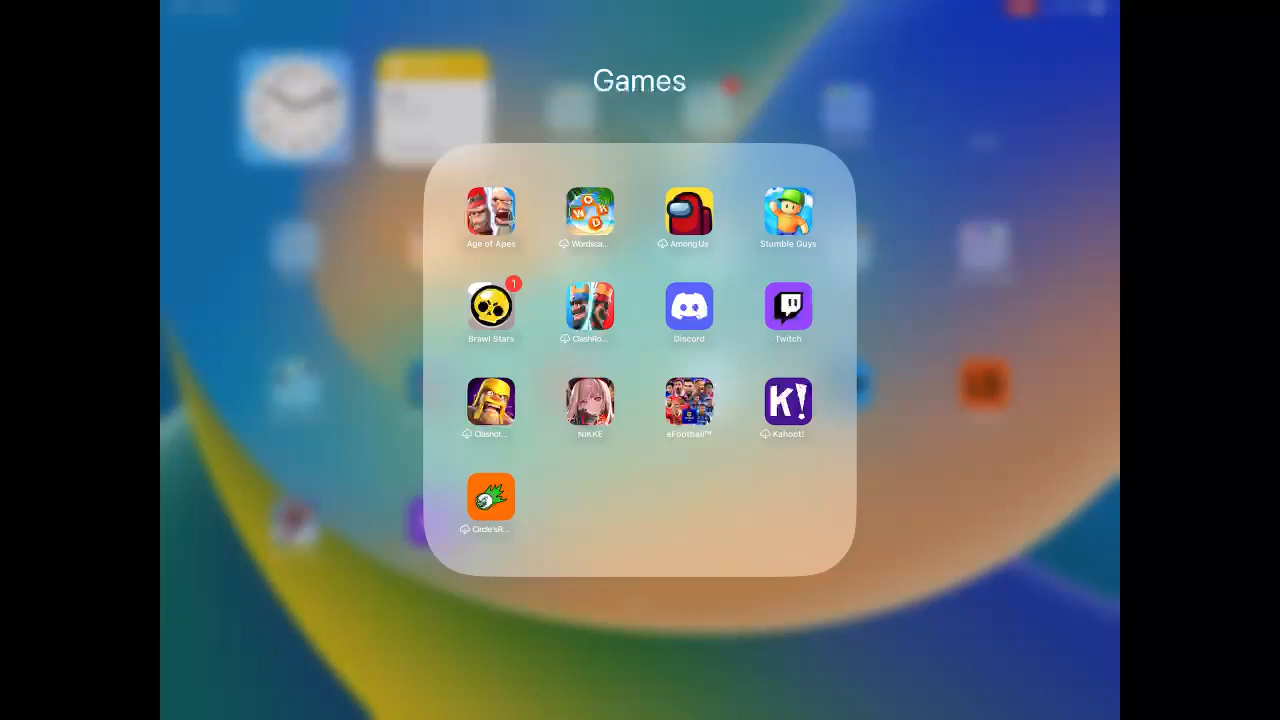 Games
Age of Apes
Wordsca...
Among Us
Stumble Guys
1
Brawl Stars
ClashRo...
Discord
Twitch
Clashof...
NIKKE
eFootball™
K!
Kahoot!
Circle'sR...